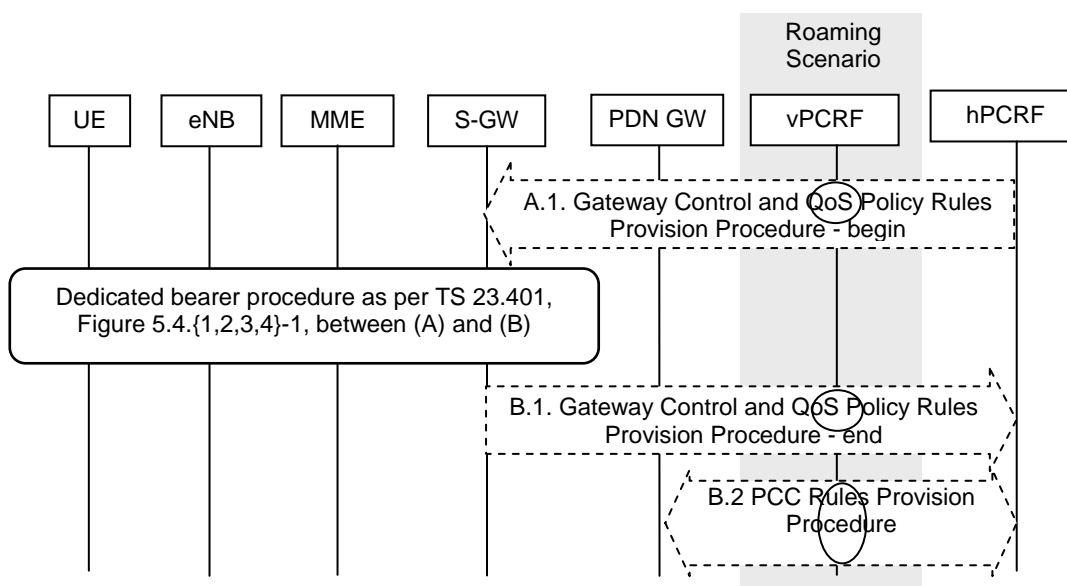 Roaming
Scenario
UE
eNB
MME
S-GW
PDN GW
vPCRF
hPCRF
A.1. Gateway Control and QoS Policy Rules
Provision Procedure - begin
Dedicated bearer procedure as per TS 23.401,
Figure 5.4.{1,2,3,4}-1, between (A) and (B)
B.1. Gateway Control and QoS Policy Rules
Provision Procedure - end
B.2 PCC Rules Provision
Procedure